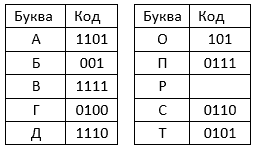 Буква Код Буква Код
А 1101 О 101
Б 001 П 0111
В 1111 Р
Г 0100 С 0110
Д 1110 Т 0101